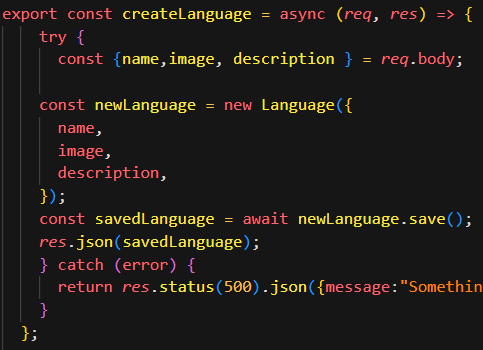 export const createLanguage = async (req, res) => {
try {
const {name,image, description } = req.body;
const newLanguage = new Language({
name,
image,
description,
});
const savedLanguage = await newLanguage.save();
res.json(savedLanguage);
} catch (error) {
return res.status(500).json({message:"Somethin
}
};